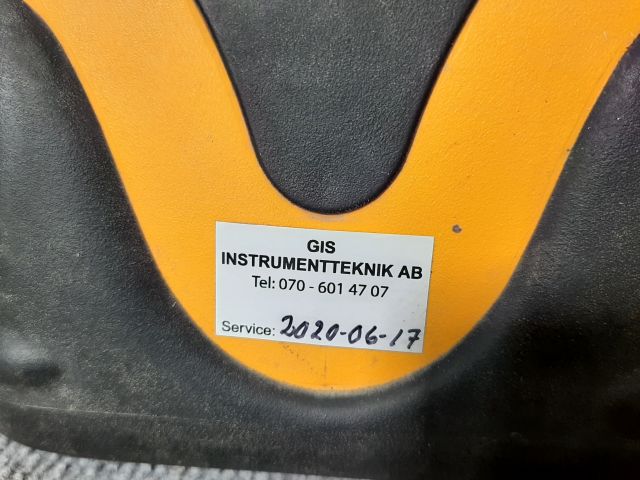 GIS
INSTRUMENTTEKNIK AB
Tel: 070 - 601 47 07
Service: 2020-06-17